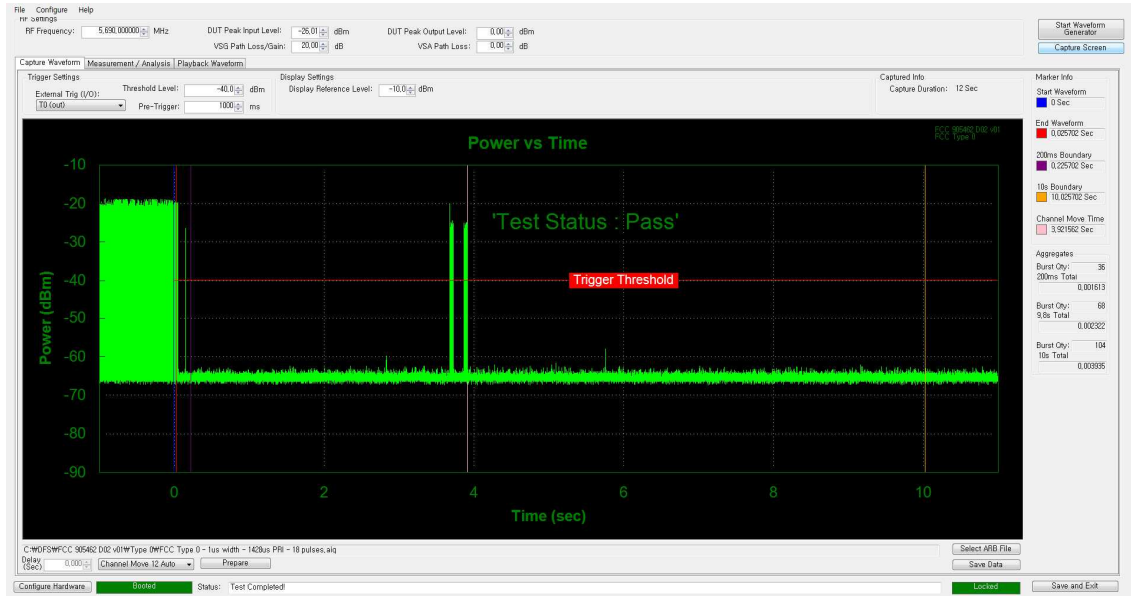 File Configure Help
RF Settings
RF Frequency: 5,690,000000 MHz DUT Peak Input Level: -26,01 dBm DUT Peak Output Level: 0,00 dBm
VSG Path Loss/Gain: 20,00 dB VSA Path Loss: 0,00 dB
Start Waveform Generator
Capture Screen
Capture Waveform Measurement / Analysis Playback Waveform
Trigger Settings
External Trig (I/O): Threshold Level: -40,0 dBm
T0 (out) Pre-Trigger: 1000 ms
Display Settings
Display Reference Level: -10,0 dBm
Captured Info
Capture Duration: 12 Sec
Marker Info
Start Waveform
0 Sec
End Waveform
0,025702 Sec
200ms Boundary
0,225702 Sec
10s Boundary
10,025702 Sec
Channel Move Time
3,921562 Sec
Aggregates
Burst Qty: 36
200ms Total
0,001613
Burst Qty: 68
9,8s Total
0,002322
Burst Qty: 104
10s Total
0,003935
FCC 905462 D02 v01
FCC Type 0
Power vs Time
'Test Status : Pass'
Trigger Threshold
Power (dBm)
-10
-20
-30
-40
-50
-60
-70
-80
-90
0 2 4 6 8 10
Time (sec)
C:₩DFS₩FCC 905462 D02 v01₩Type 0₩FCC Type 0 - 1us width - 1428us PRI - 18 pulses,aiq
Select ARB File
Delay (Sec) 0,000 Channel Move 12 Auto Prepare
Save Data
Configure Hardware Booted Status: Test Completed! Locked Save and Exit